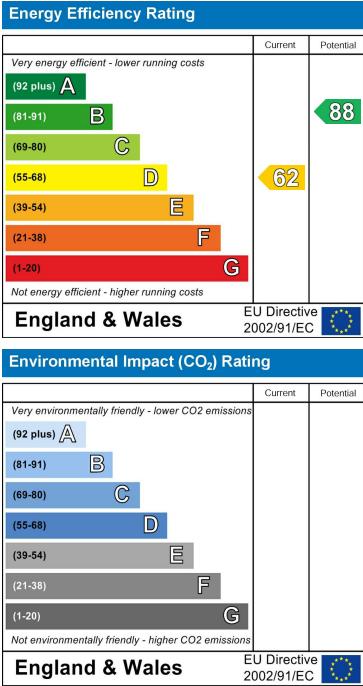 Energy Efficiency Rating
Current Potential
Very energy efficient - lower running costs
(92 plus) A
(81-91) B
88
(69-80) C
(55-68) D
62
(39-54) E
(21-38) F
(1-20) G
Not energy efficient - higher running costs
England & Wales
EU Directive
2002/91/EC
Environmental Impact (CO₂) Rating
Current Potential
Very environmentally friendly - lower CO2 emissions
(92 plus) A
(81-91) B
(69-80) C
(55-68) D
(39-54) E
(21-38) F
(1-20) G
Not environmentally friendly - higher CO2 emissions
England & Wales
EU Directive
2002/91/EC